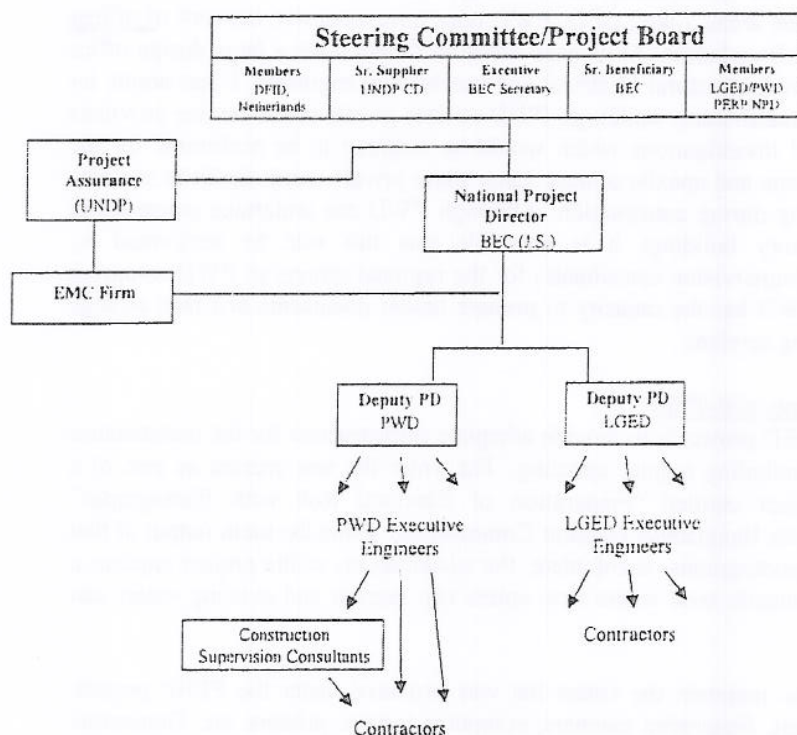 Steering Committee/Project Board
Members
DFID,
Netherlands
Sr. Supplier
UNDP CD
Executive
BEC Secretary
Sr. Beneficiary
BEC
Members
LGED/PWD
PERP NPD
Project
Assurance
(UNDP)
National Project
Director
BEC (J.S.)
EMC Firm
Deputy PD
PWD
Deputy PD
LGED
PWD Executive
Engineers
LGED Executive
Engineers
Construction
Supervision Consultants
Contractors
Contractors